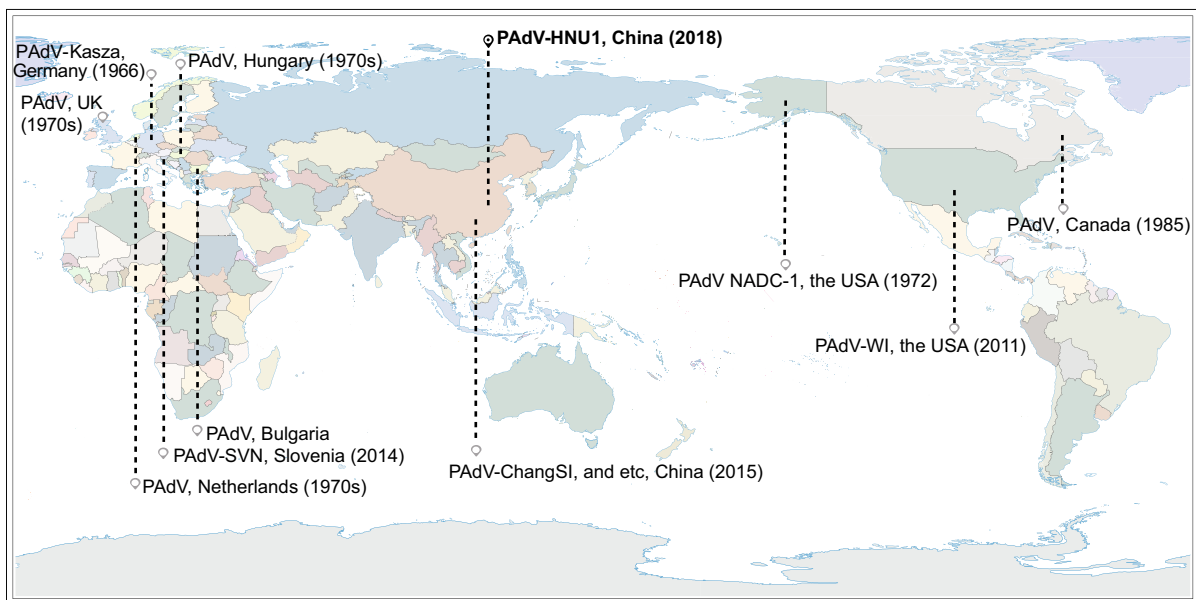 PAdV-HNU1, China (2018)
PAdV-Kasza,
Germany (1966)
PAdV, Hungary (1970s)
PAdV, UK
(1970s)
PAdV, Canada (1985)
PAdV NADC-1, the USA (1972)
PAdV-WI, the USA (2011)
PAdV, Bulgaria
PAdV-SVN, Slovenia (2014)
PAdV-ChangSI, and etc, China (2015)
PAdV, Netherlands (1970s)